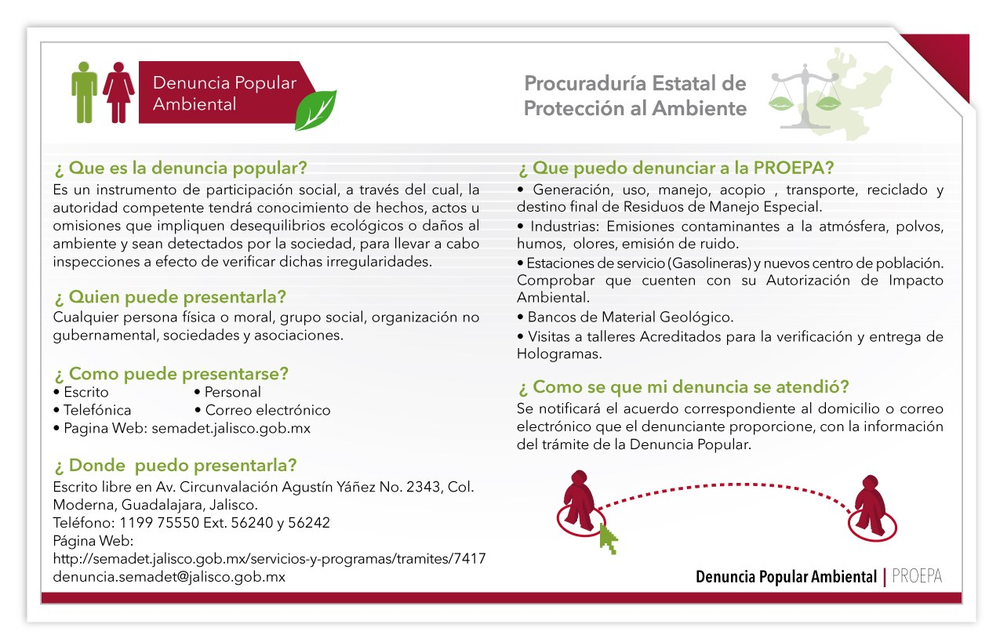 Denuncia Popular
Ambiental
Procuraduría Estatal de
Protección al Ambiente
¿ Que es la denuncia popular?
Es un instrumento de participación social, a través del cual, la
autoridad competente tendrá conocimiento de hechos, actos u
omisiones que impliquen desequilibrios ecológicos o daños al
ambiente y sean detectados por la sociedad, para llevar a cabo
inspecciones a efecto de verificar dichas irregularidades.
¿ Quien puede presentarla?
Cualquier persona física o moral, grupo social, organización no
gubernamental, sociedades y asociaciones.
¿ Como puede presentarse?
• Escrito • Personal
• Telefónica • Correo electrónico
• Pagina Web: semadet.jalisco.gob.mx
¿ Donde puedo presentarla?
Escrito libre en Av. Circunvalación Agustín Yáñez No. 2343, Col.
Moderna, Guadalajara, Jalisco.
Teléfono: 1199 75550 Ext. 56240 y 56242
Página Web:
http://semadet.jalisco.gob.mx/servicios-y-programas/tramites/7417
denuncia.semadet@jalisco.gob.mx
¿ Que puedo denunciar a la PROEPA?
• Generación, uso, manejo, acopio , transporte, reciclado y
destino final de Residuos de Manejo Especial.
• Industrias: Emisiones contaminantes a la atmósfera, polvos,
humos, olores, emisión de ruido.
• Estaciones de servicio (Gasolineras) y nuevos centro de población.
Comprobar que cuenten con su Autorización de Impacto
Ambiental.
• Bancos de Material Geológico.
• Visitas a talleres Acreditados para la verificación y entrega de
Hologramas.
¿ Como se que mi denuncia se atendió?
Se notificará el acuerdo correspondiente al domicilio o correo
electrónico que el denunciante proporcione, con la información
del trámite de la Denuncia Popular.
Denuncia Popular Ambiental | PROEPA